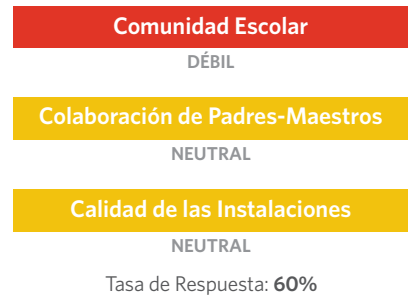 Comunidad Escolar
DÉBIL
Colaboración de Padres-Maestros
NEUTRAL
Calidad de las Instalaciones
NEUTRAL
Tasa de Respuesta: 60%